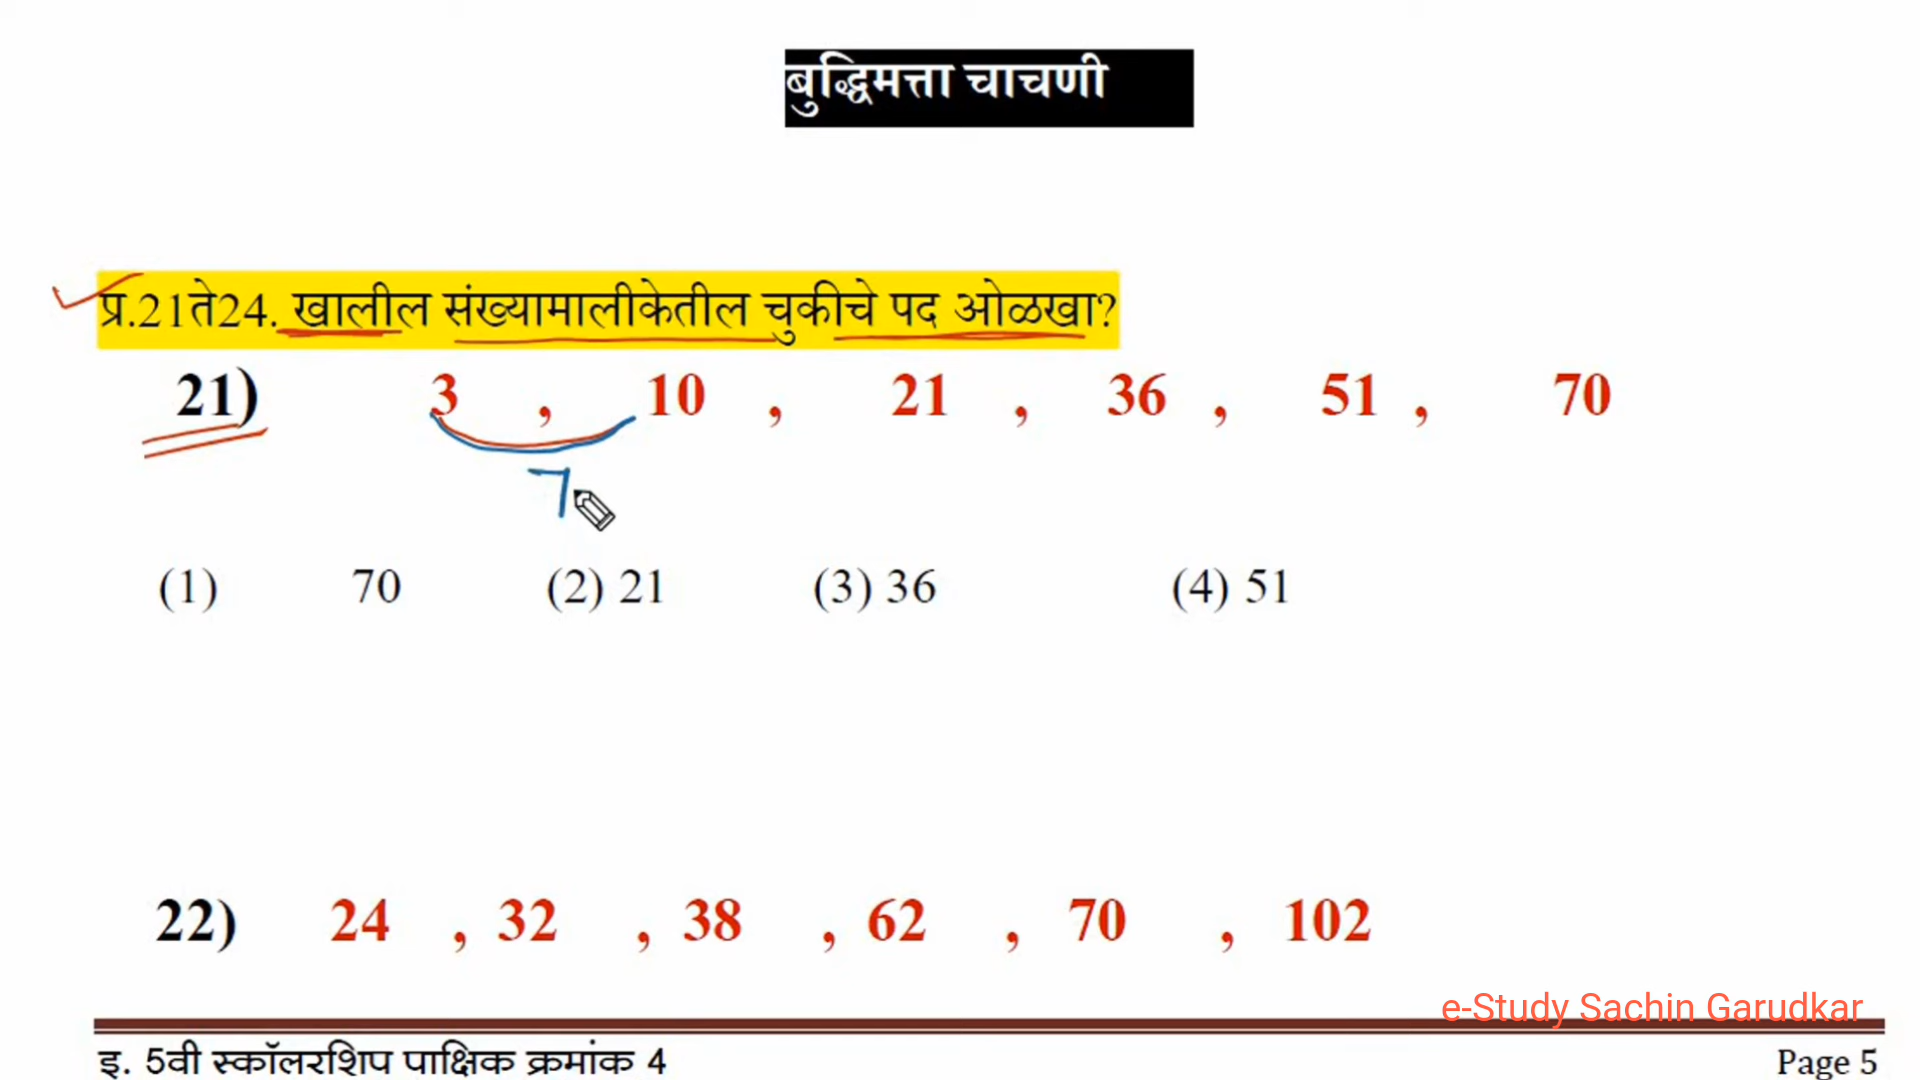 बुद्धिमत्ता चाचणी
प्र.21ते24. खालील संख्यामालीकेतील चुकीचे पद ओळखा?
21) 3 , 10 , 21 , 36 , 51 , 70
7
(1) 70 (2) 21 (3) 36 (4) 51
22) 24 , 32 , 38 , 62 , 70 , 102
e-Study Sachin Garudkar
इ. 5वी स्कॉलरशिप पाक्षिक क्रमांक 4 Page 5